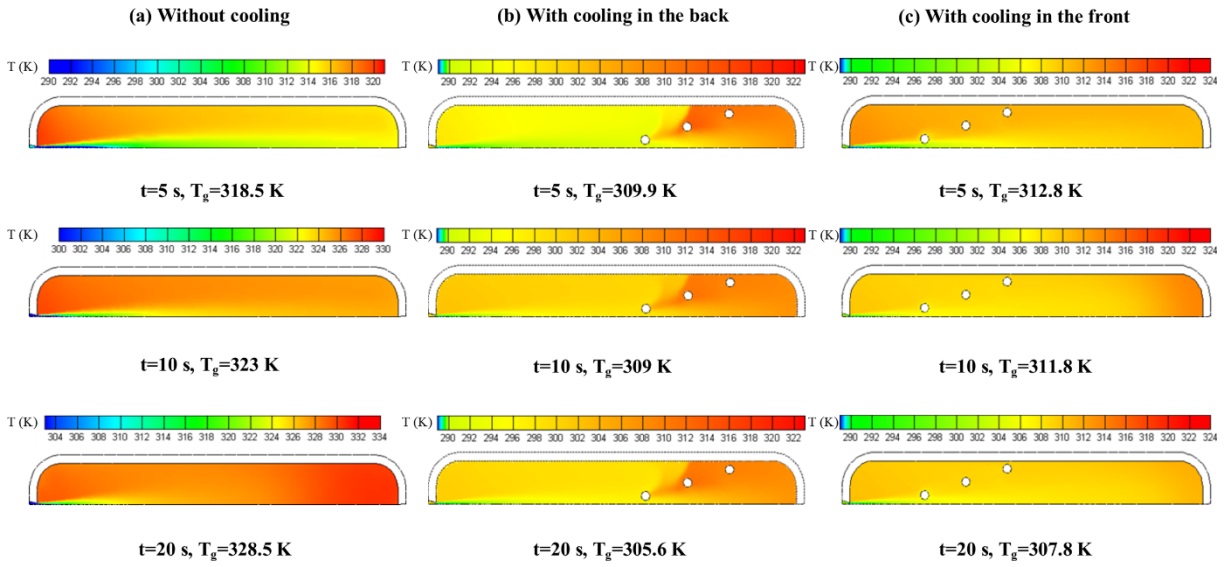 (a) Without cooling
(b) With cooling in the back
(c) With cooling in the front
T (K)
290 292 294 296 298 300 302 304 306 308 310 312 314 316 318 320
T (K)
290 292 294 296 298 300 302 304 306 308 310 312 314 316 318 320 322
T (K)
290 292 294 296 298 300 302 304 306 308 310 312 314 316 318 320 322 324
t=5 s, Tg=318.5 K
t=5 s, Tg=309.9 K
t=5 s, Tg=312.8 K
T (K)
300 302 304 306 308 310 312 314 316 318 320 322 324 326 328 330
T (K)
290 292 294 296 298 300 302 304 306 308 310 312 314 316 318 320 322
T (K)
290 292 294 296 298 300 302 304 306 308 310 312 314 316 318 320 322 324
t=10 s, Tg=323 K
t=10 s, Tg=309 K
t=10 s, Tg=311.8 K
T (K)
304 306 308 310 312 314 316 318 320 322 324 326 328 330 332 334
T (K)
290 292 294 296 298 300 302 304 306 308 310 312 314 316 318 320 322
T (K)
290 292 294 296 298 300 302 304 306 308 310 312 314 316 318 320 322 324
t=20 s, Tg=328.5 K
t=20 s, Tg=305.6 K
t=20 s, Tg=307.8 K